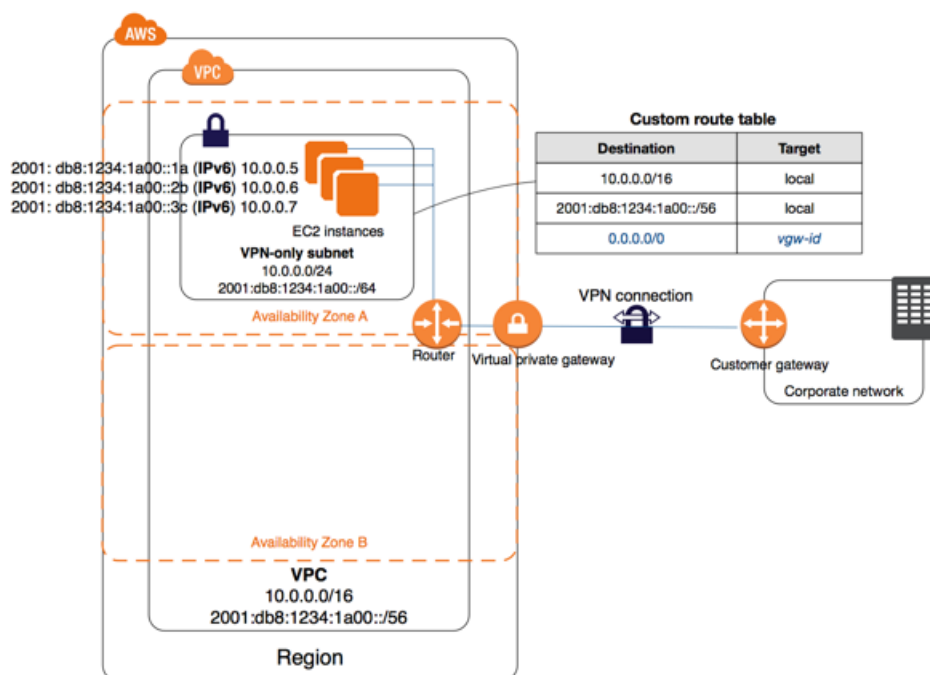 AWS
VPC
Custom route table
Destination Target
10.0.0.0/16 local
2001:db8:1234:1a00::/56 local
0.0.0.0/0 vgw-id
2001: db8:1234:1a00::1a (IPv6) 10.0.0.5
2001: db8:1234:1a00::2b (IPv6) 10.0.0.6
2001: db8:1234:1a00::3c (IPv6) 10.0.0.7
EC2 instances
VPN-only subnet
10.0.0.0/24
2001:db8:1234:1a00::/64
Availability Zone A
VPN connection
Router
Virtual private gateway
Customer gateway
Corporate network
Availability Zone B
VPC
10.0.0.0/16
2001:db8:1234:1a00::/56
Region